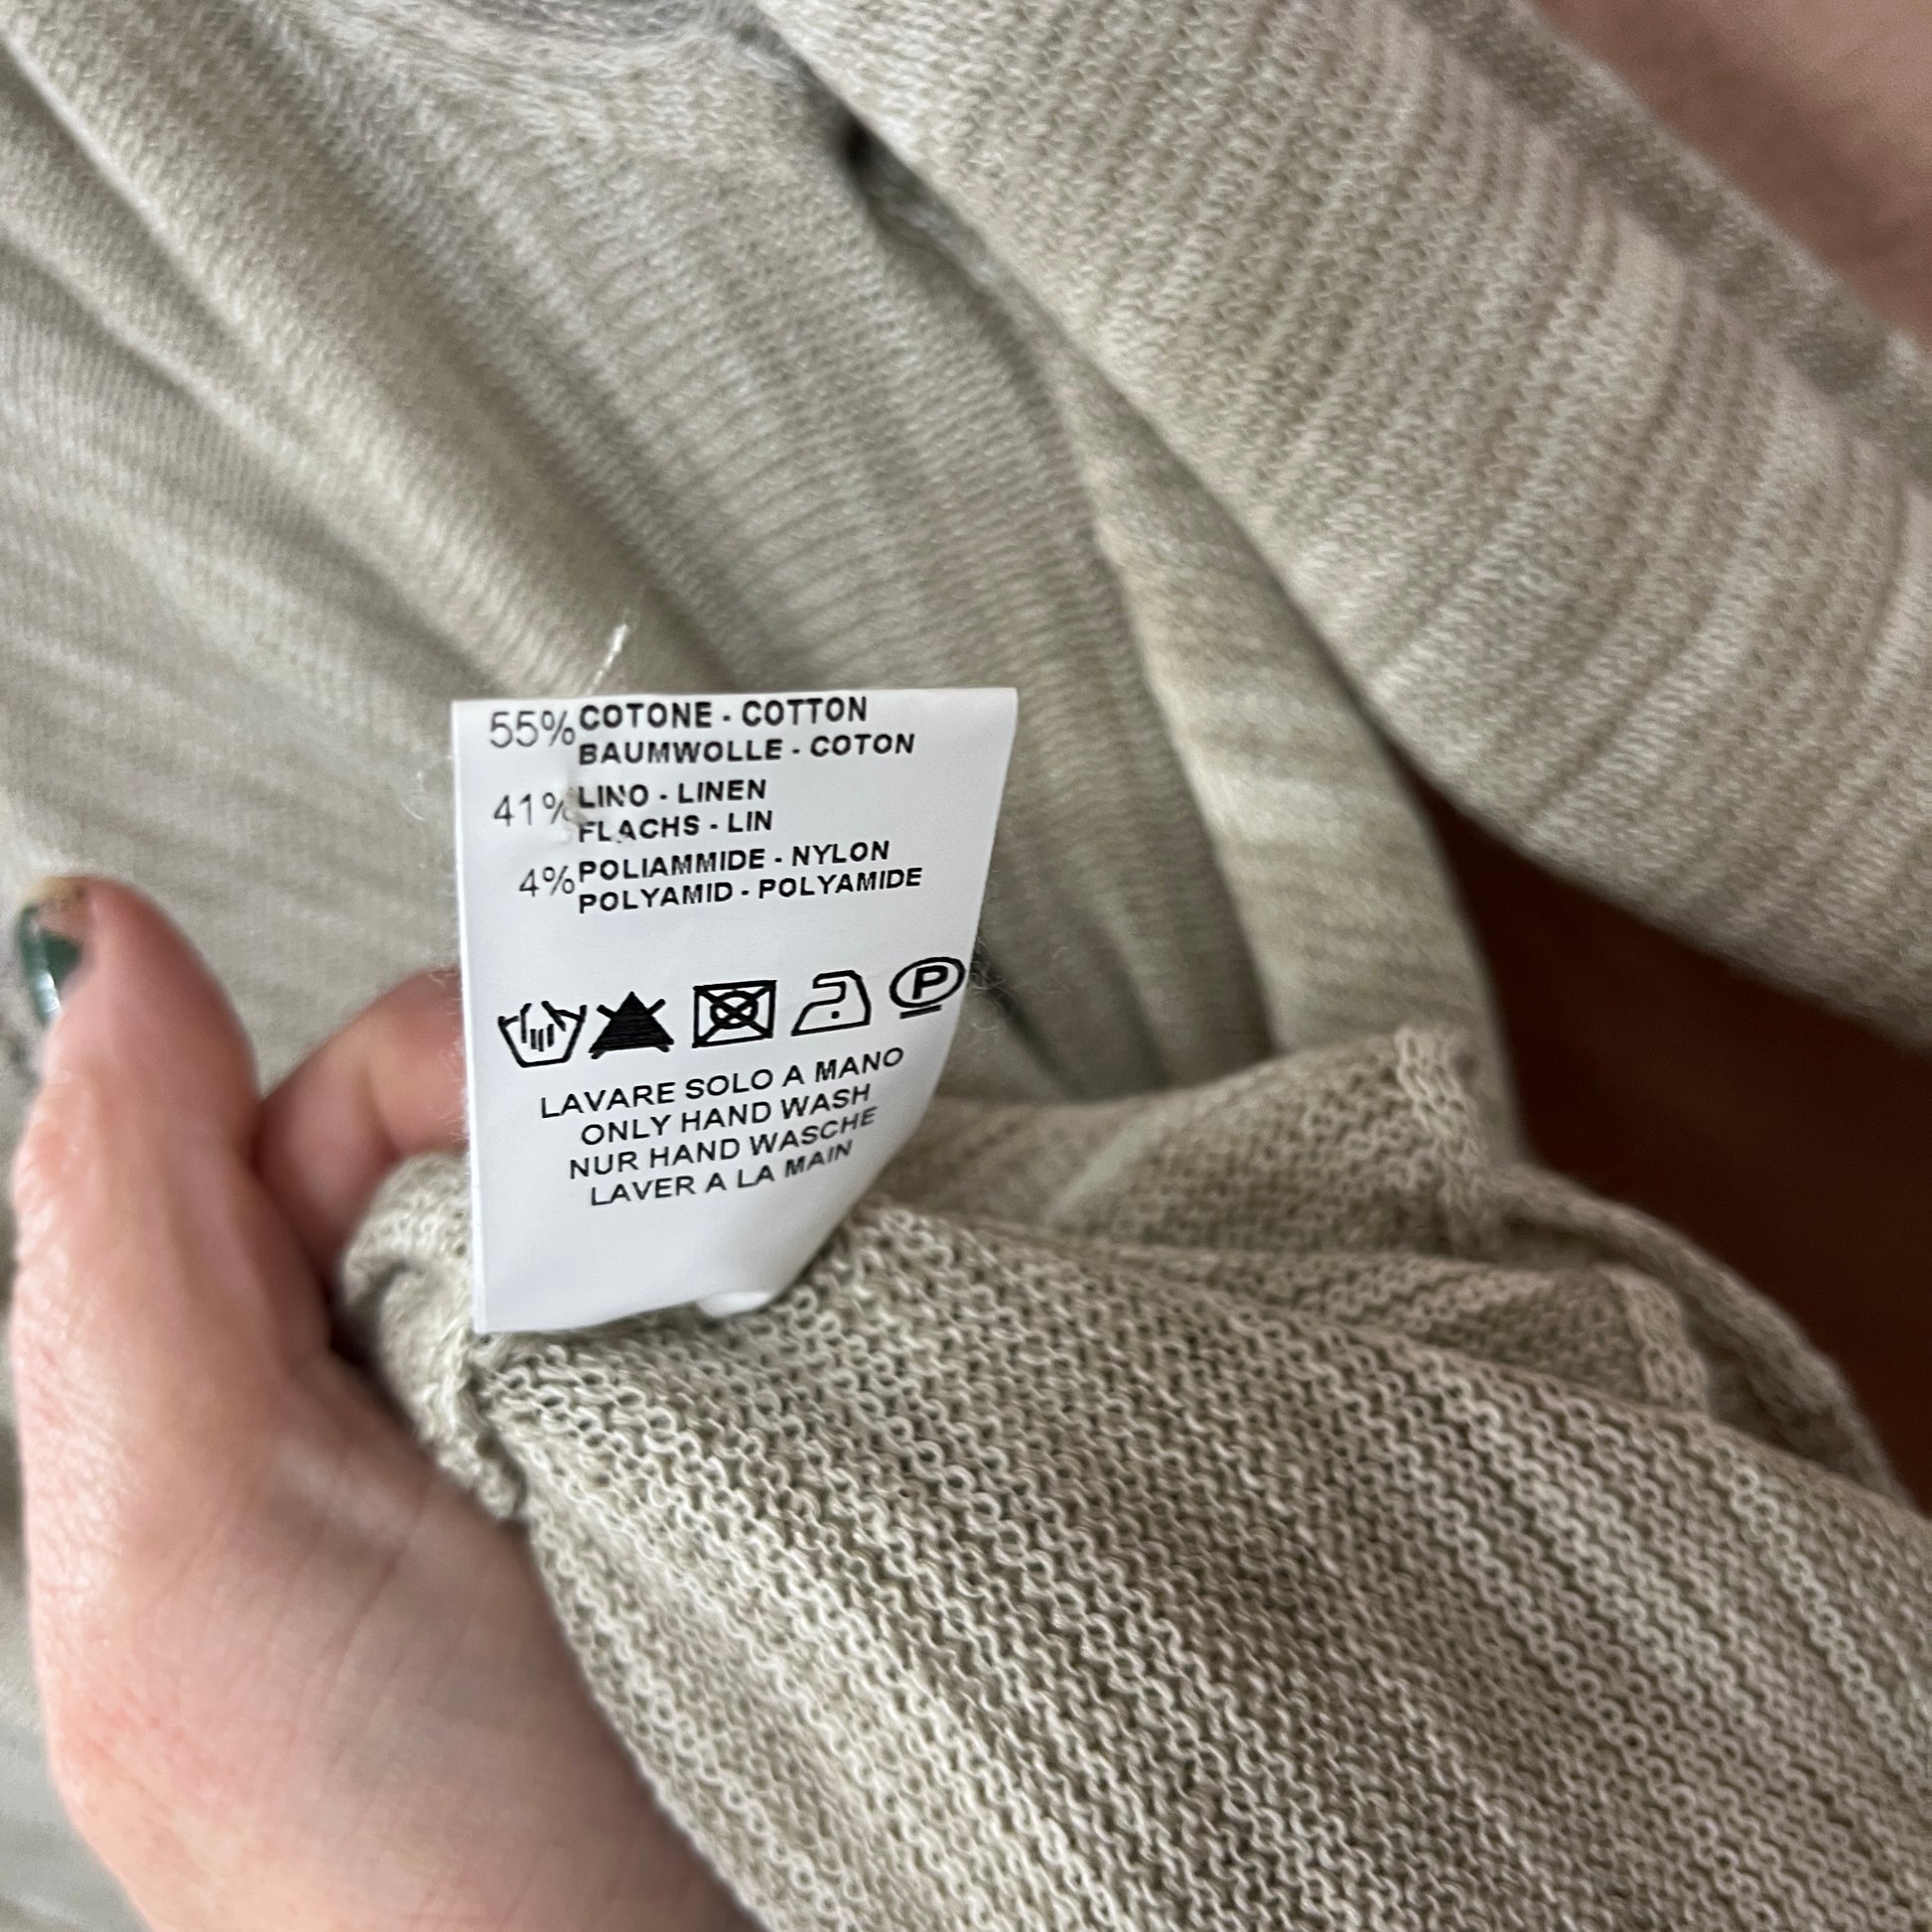 55% COTONE - COTTON
BAUMWOLLE - COTON
41% LINO - LINEN
FLACHS - LIN
4% POLIAMMIDE - NYLON
POLYAMID - POLYAMIDE
P
LAVARE SOLO A MANO
ONLY HAND WASH
NUR HAND WASCHE
LAVER A LA MAIN